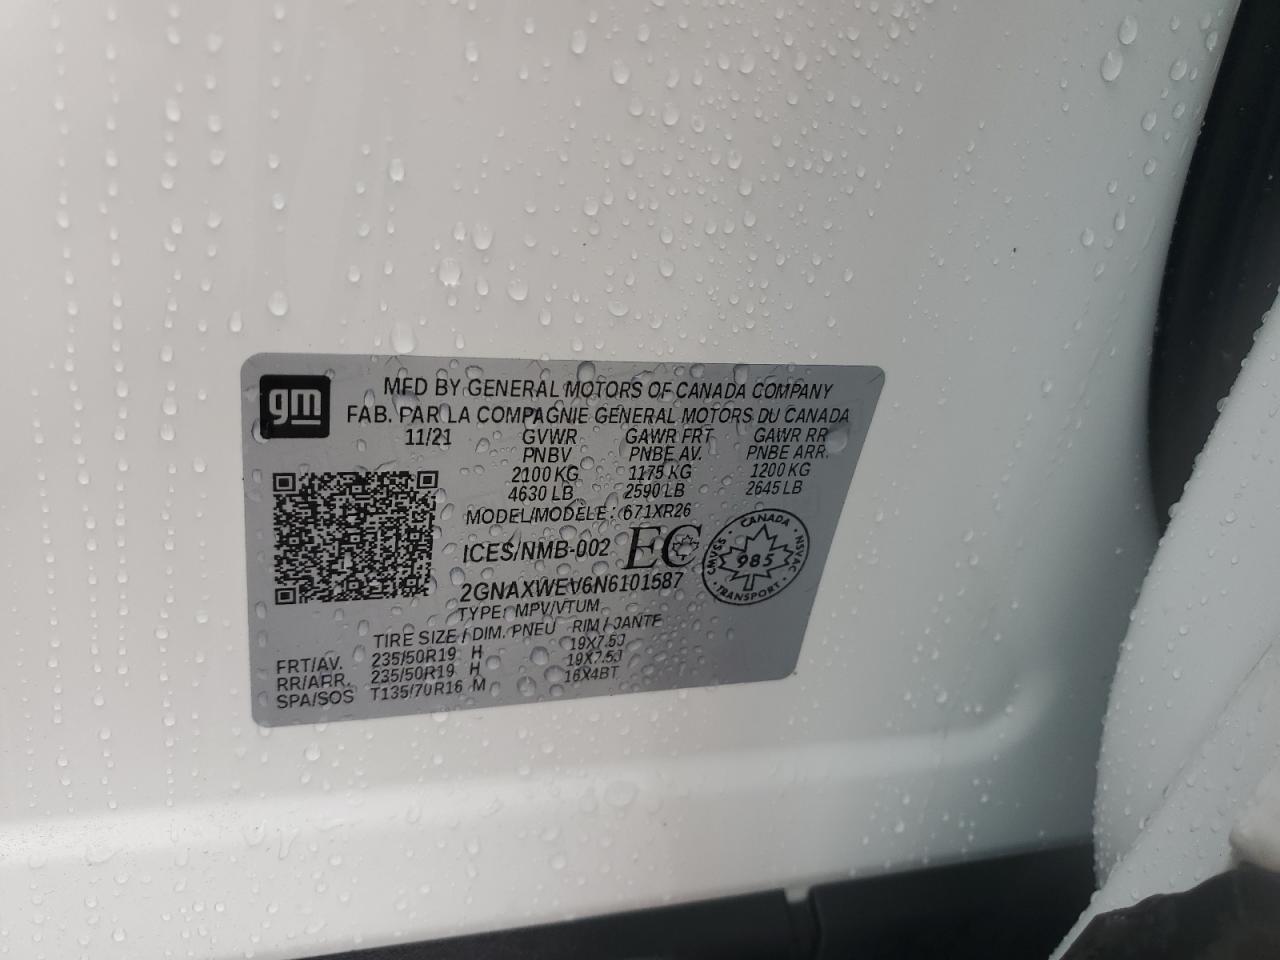 gm
MFD BY GENERAL MOTORS OF CANADA COMPANY
FAB. PAR LA COMPAGNIE GENERAL MOTORS DU CANADA
11/21 GVWR GAWR FRT GAWR RR
PNBV PNBE AV. PNBE ARR.
2100 KG 1175 KG 1200 KG
4630 LB 2590 LB 2645 LB
MODEL/MODÈLE: 671XR26
ICES/NMB-002 EC
CANADA
CMVSS • NSVAC
985
TRANSPORT
2GNAXWEV6N6101587
TYPE: MPV/VTUM
TIRE SIZE / DIM. PNEU RIM / JANTE
FRT/AV. 235/50R19 H 19X7.5J
RR/ARR. 235/50R19 H 19X7.5J
SPA/SOS T135/70R16 M 16X4BT